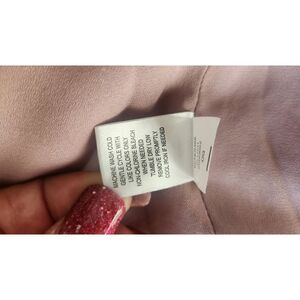 MACHINE WASH COLD
GENTLE CYCLE WITH
LIKE COLORS ONLY
NON-CHLORINE BLEACH
WHEN NEEDED
TUMBLE DRY LOW
REMOVE PROMPTLY
COOL IRON IF NEEDED